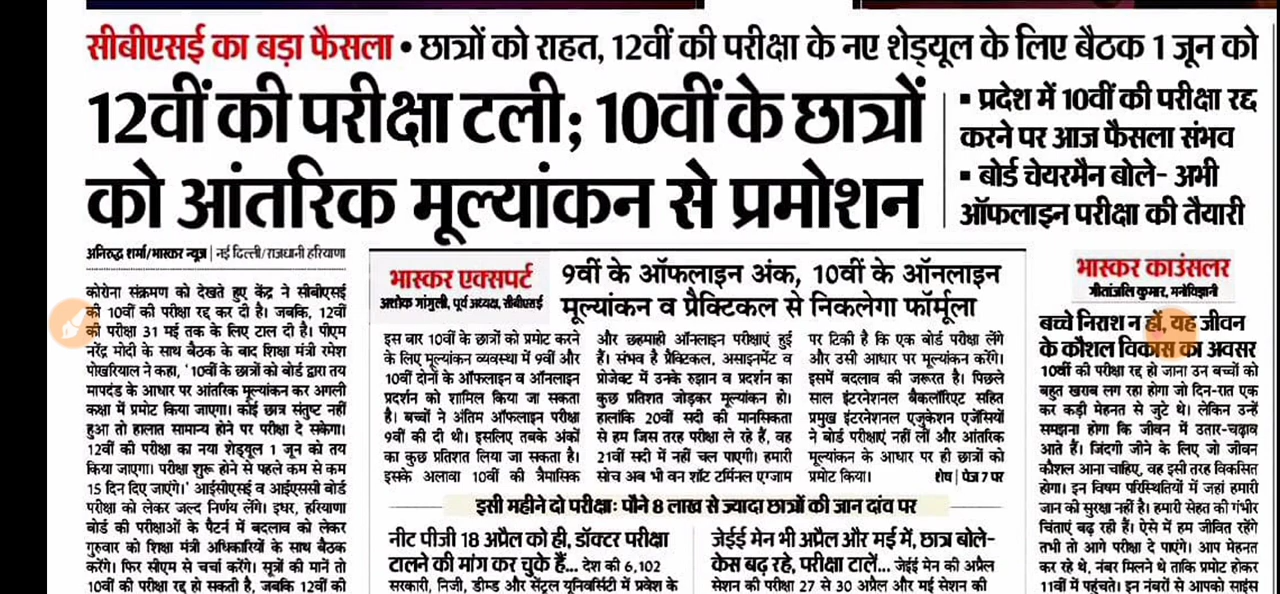 सीबीएसई का बड़ा फैसला • छात्रों को राहत, 12वीं की परीक्षा के नए शेड्यूल के लिए बैठक 1 जून को
12वीं की परीक्षा टली; 10वीं के छात्रों
को आंतरिक मूल्यांकन से प्रमोशन
▪ प्रदेश में 10वीं की परीक्षा रद्द
करने पर आज फैसला संभव
▪ बोर्ड चेयरमैन बोले- अभी
ऑफलाइन परीक्षा की तैयारी
अनिरुद्ध शर्मा/भास्कर न्यूज | नई दिल्ली/राजधानी हरियाणा
कोरोना संक्रमण को देखते हुए केंद्र ने सीबीएसई
की 10वीं की परीक्षा रद्द कर दी है। जबकि, 12वीं
की परीक्षा 31 मई तक के लिए टाल दी है। पीएम
नरेंद्र मोदी के साथ बैठक के बाद शिक्षा मंत्री रमेश
पोखरियाल ने कहा, '10वीं के छात्रों को बोर्ड द्वारा तय
मापदंड के आधार पर आंतरिक मूल्यांकन कर अगली
कक्षा में प्रमोट किया जाएगा। कोई छात्र संतुष्ट नहीं
हुआ तो हालात सामान्य होने पर परीक्षा दे सकेगा।
12वीं की परीक्षा का नया शेड्यूल 1 जून को तय
किया जाएगा। परीक्षा शुरू होने से पहले कम से कम
15 दिन दिए जाएंगे।' आईसीएसई व आईएससी बोर्ड
परीक्षा को लेकर जल्द निर्णय लेंगे। इधर, हरियाणा
बोर्ड की परीक्षाओं के पैटर्न में बदलाव को लेकर
गुरुवार को शिक्षा मंत्री अधिकारियों के साथ बैठक
करेंगे। फिर सीएम से चर्चा करेंगे। सूत्रों की मानें तो
10वीं की परीक्षा रद्द हो सकती है, जबकि 12वीं की
भास्कर एक्सपर्ट
अशोक गांगुली, पूर्व अध्यक्ष, सीबीएसई
9वीं के ऑफलाइन अंक, 10वीं के ऑनलाइन
मूल्यांकन व प्रैक्टिकल से निकलेगा फॉर्मूला
इस बार 10वीं के छात्रों को प्रमोट करने
के लिए मूल्यांकन व्यवस्था में 9वीं और
10वीं दोनों के ऑफलाइन व ऑनलाइन
प्रदर्शन को शामिल किया जा सकता
है। बच्चों ने अंतिम ऑफलाइन परीक्षा
9वीं की दी थी। इसलिए तबके अंकों
का कुछ प्रतिशत लिया जा सकता है।
इसके अलावा 10वीं की त्रैमासिक
और छहमाही ऑनलाइन परीक्षाएं हुई
हैं। संभव है प्रैक्टिकल, असाइनमेंट व
प्रोजेक्ट में उनके रुझान व प्रदर्शन का
कुछ प्रतिशत जोड़कर मूल्यांकन हो।
हालांकि 20वीं सदी की मानसिकता
से हम जिस तरह परीक्षा ले रहे हैं, वह
21वीं सदी में नहीं चल पाएगी। हमारी
सोच अब भी वन शॉट टर्मिनल एग्जाम
पर टिकी है कि एक बोर्ड परीक्षा लेंगे
और उसी आधार पर मूल्यांकन करेंगे।
इसमें बदलाव की जरूरत है। पिछले
साल इंटरनेशनल बैकलॉरिएट सहित
प्रमुख इंटरनेशनल एजुकेशन एजेंसियों
ने बोर्ड परीक्षाएं नहीं लीं और आंतरिक
मूल्यांकन के आधार पर ही छात्रों को
प्रमोट किया। शेष | पेज 7 पर
इसी महीने दो परीक्षा: पौने 8 लाख से ज्यादा छात्रों की जान दांव पर
नीट पीजी 18 अप्रैल को ही, डॉक्टर परीक्षा
टालने की मांग कर चुके हैं... देश की 6,102
सरकारी, निजी, डीम्ड और सेंट्रल यूनिवर्सिटी में प्रवेश के
जेईई मेन भी अप्रैल और मई में, छात्र बोले-
केस बढ़ रहे, परीक्षा टालें... जेईई मेन की अप्रैल
सेशन की परीक्षा 27 से 30 अप्रैल और मई सेशन की
भास्कर काउंसलर
गीतांजलि कुमार, मनोविज्ञानी
बच्चे निराश न हों, यह जीवन
के कौशल विकास का अवसर
10वीं की परीक्षा रद्द हो जाना उन बच्चों को
बहुत खराब लग रहा होगा जो दिन-रात एक
कर कड़ी मेहनत से जुटे थे। लेकिन उन्हें
समझना होगा कि जीवन में उतार-चढ़ाव
आते हैं। जिंदगी जीने के लिए जो जीवन
कौशल आना चाहिए, वह इसी तरह विकसित
होगा। इन विषम परिस्थितियों में जहां हमारी
जान की सुरक्षा नहीं है। हमारी सेहत की गंभीर
चिंताएं बढ़ रही हैं। ऐसे में हम जीवित रहेंगे
तभी तो आगे परीक्षा दे पाएंगे। आप मेहनत
कर रहे थे, नंबर मिलने थे ताकि प्रमोट होकर
11वीं में पहुंचते। इन नंबरों से आपको साइंस